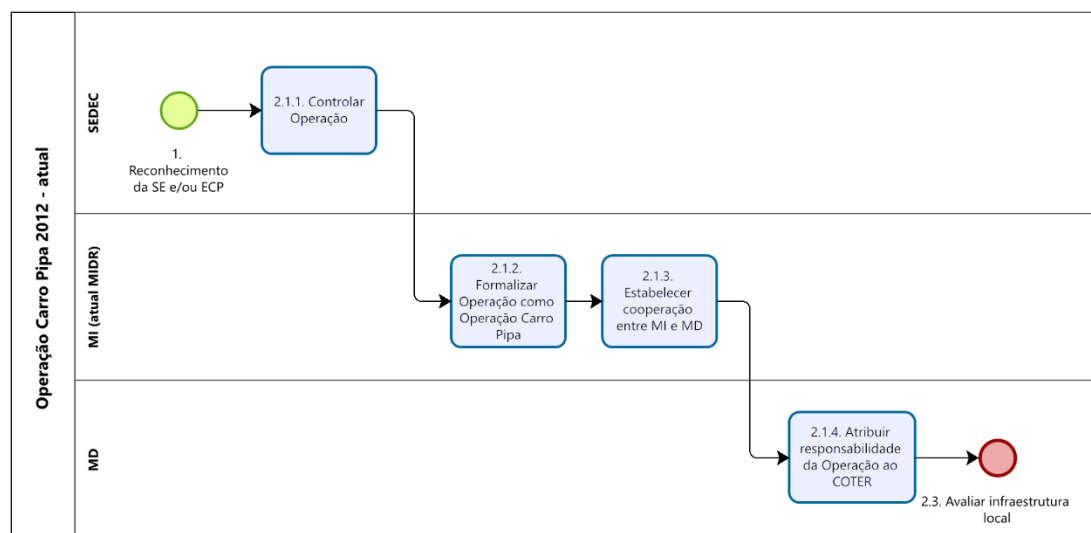 Operação Carro Pipa 2012 - atual
SEDEC
1.
Reconhecimento
da SE e/ou ECP
2.1.1. Controlar
Operação
MI (atual MIDR)
2.1.2.
Formalizar
Operação como
Operação Carro
Pipa
2.1.3.
Estabelecer
cooperação
entre MI e MD
MD
2.1.4. Atribuir
responsabilidade
da Operação ao
COTER
2.3. Avaliar infraestrutura
local